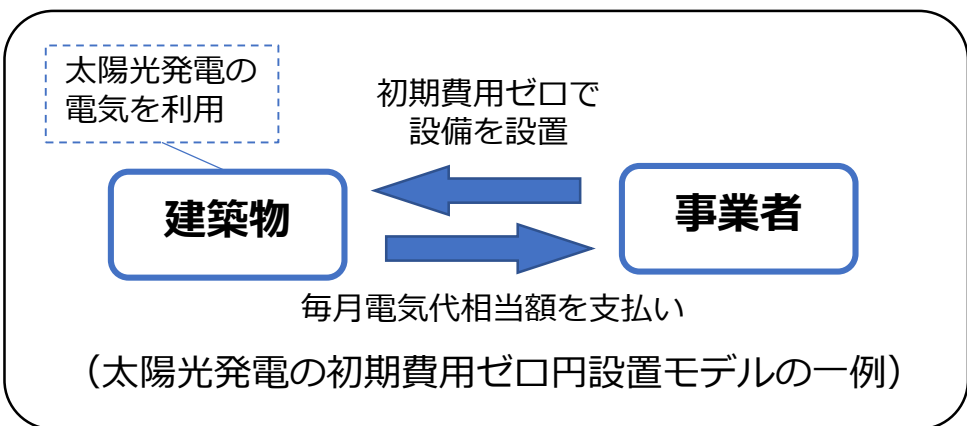 太陽光発電の
電気を利用
初期費用ゼロで
設備を設置
建築物
事業者
毎月電気代相当額を支払い
（太陽光発電の初期費用ゼロ円設置モデルの一例）